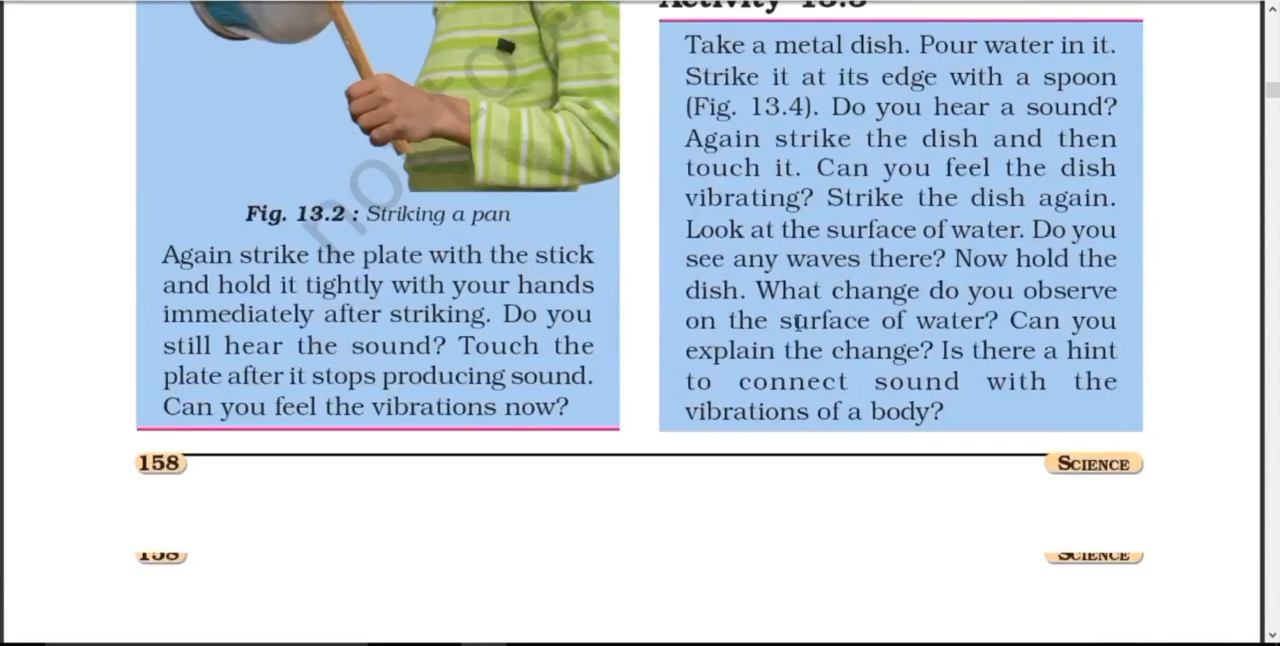 Fig. 13.2 : Striking a pan
Again strike the plate with the stick
and hold it tightly with your hands
immediately after striking. Do you
still hear the sound? Touch the
plate after it stops producing sound.
Can you feel the vibrations now?
Take a metal dish. Pour water in it.
Strike it at its edge with a spoon
(Fig. 13.4). Do you hear a sound?
Again strike the dish and then
touch it. Can you feel the dish
vibrating? Strike the dish again.
Look at the surface of water. Do you
see any waves there? Now hold the
dish. What change do you observe
on the surface of water? Can you
explain the change? Is there a hint
to connect sound with the
vibrations of a body?
158
SCIENCE
158
SCIENCE